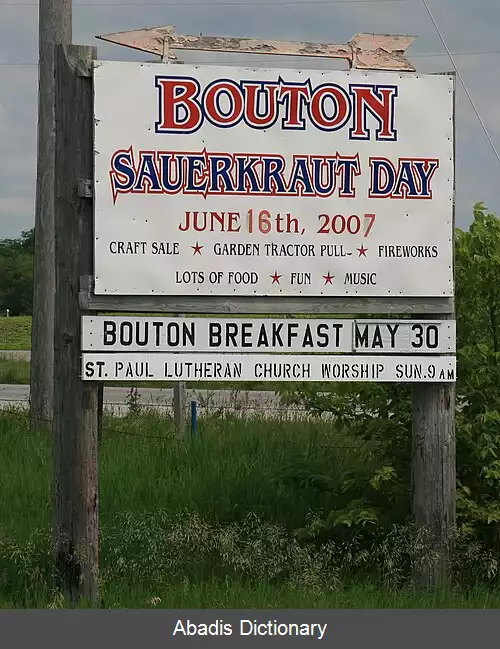 BOUTON
SAUERKRAUT DAY
JUNE 16th, 2007
CRAFT SALE ★ GARDEN TRACTOR PULL ★ FIREWORKS
LOTS OF FOOD ★ FUN ★ MUSIC
BOUTON BREAKFAST MAY 30
ST. PAUL LUTHERAN CHURCH WORSHIP SUN. 9 AM
Abadis Dictionary